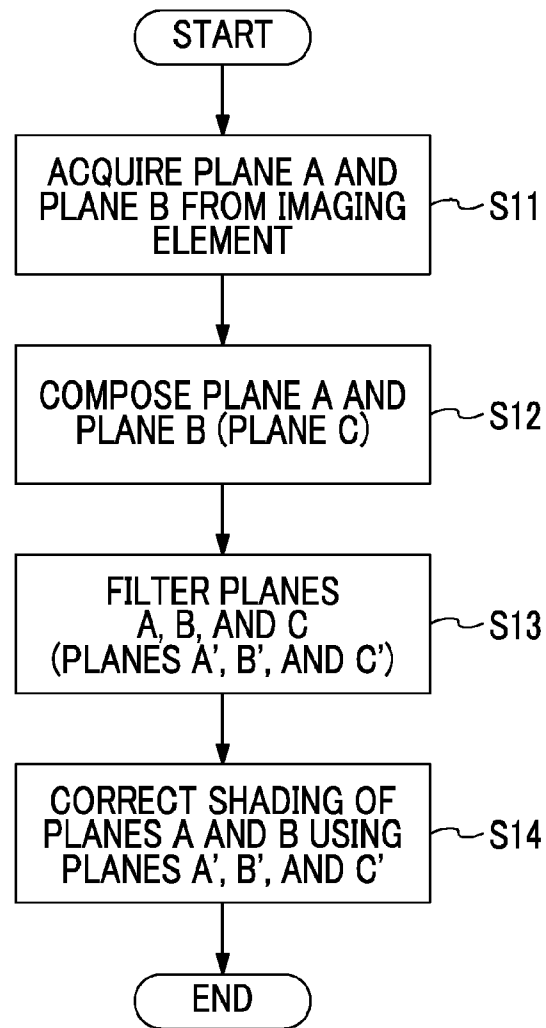 START
ACQUIRE PLANE A AND
PLANE B FROM IMAGING
ELEMENT
S11
COMPOSE PLANE A AND
PLANE B (PLANE C)
S12
FILTER PLANES
A, B, AND C
(PLANES A', B', AND C')
S13
CORRECT SHADING OF
PLANES A AND B USING
PLANES A', B', AND C'
S14
END